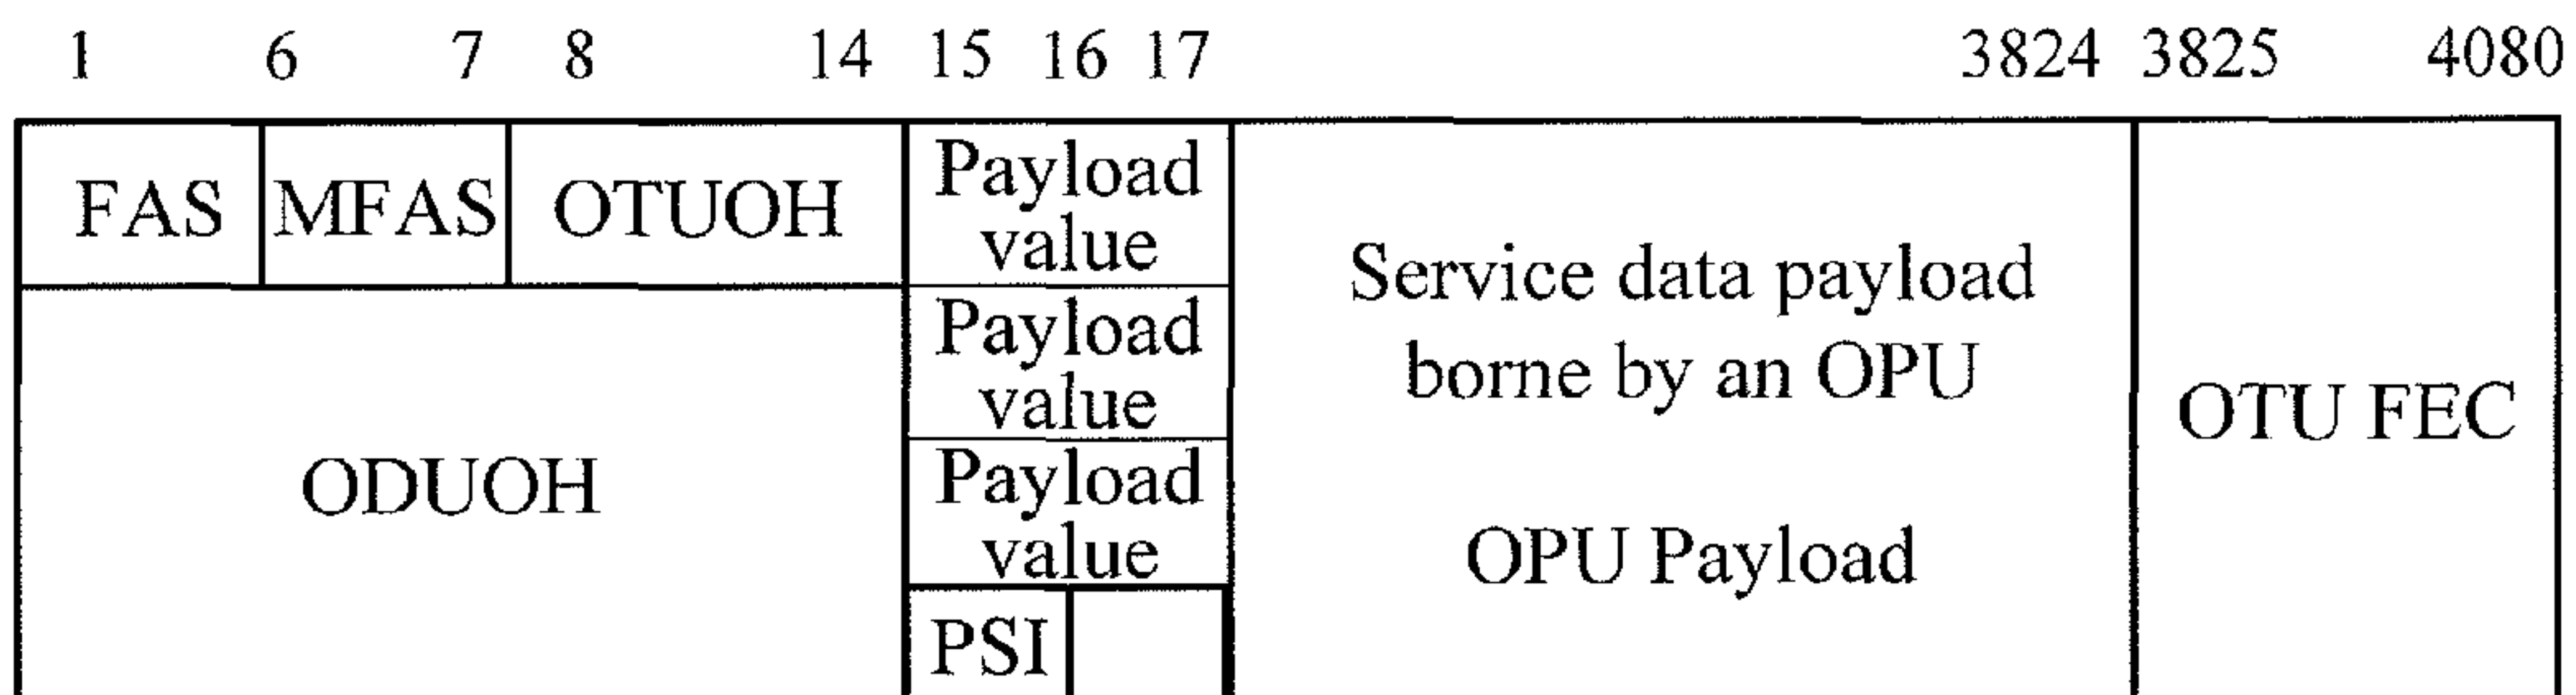 1 6 7 8 14 15 16 17 3824 3825 4080
FAS MFAS OTUOH
Payload
value
Payload
value
Payload
value
PSI
ODUOH
Service data payload
borne by an OPU
OPU Payload
OTU FEC